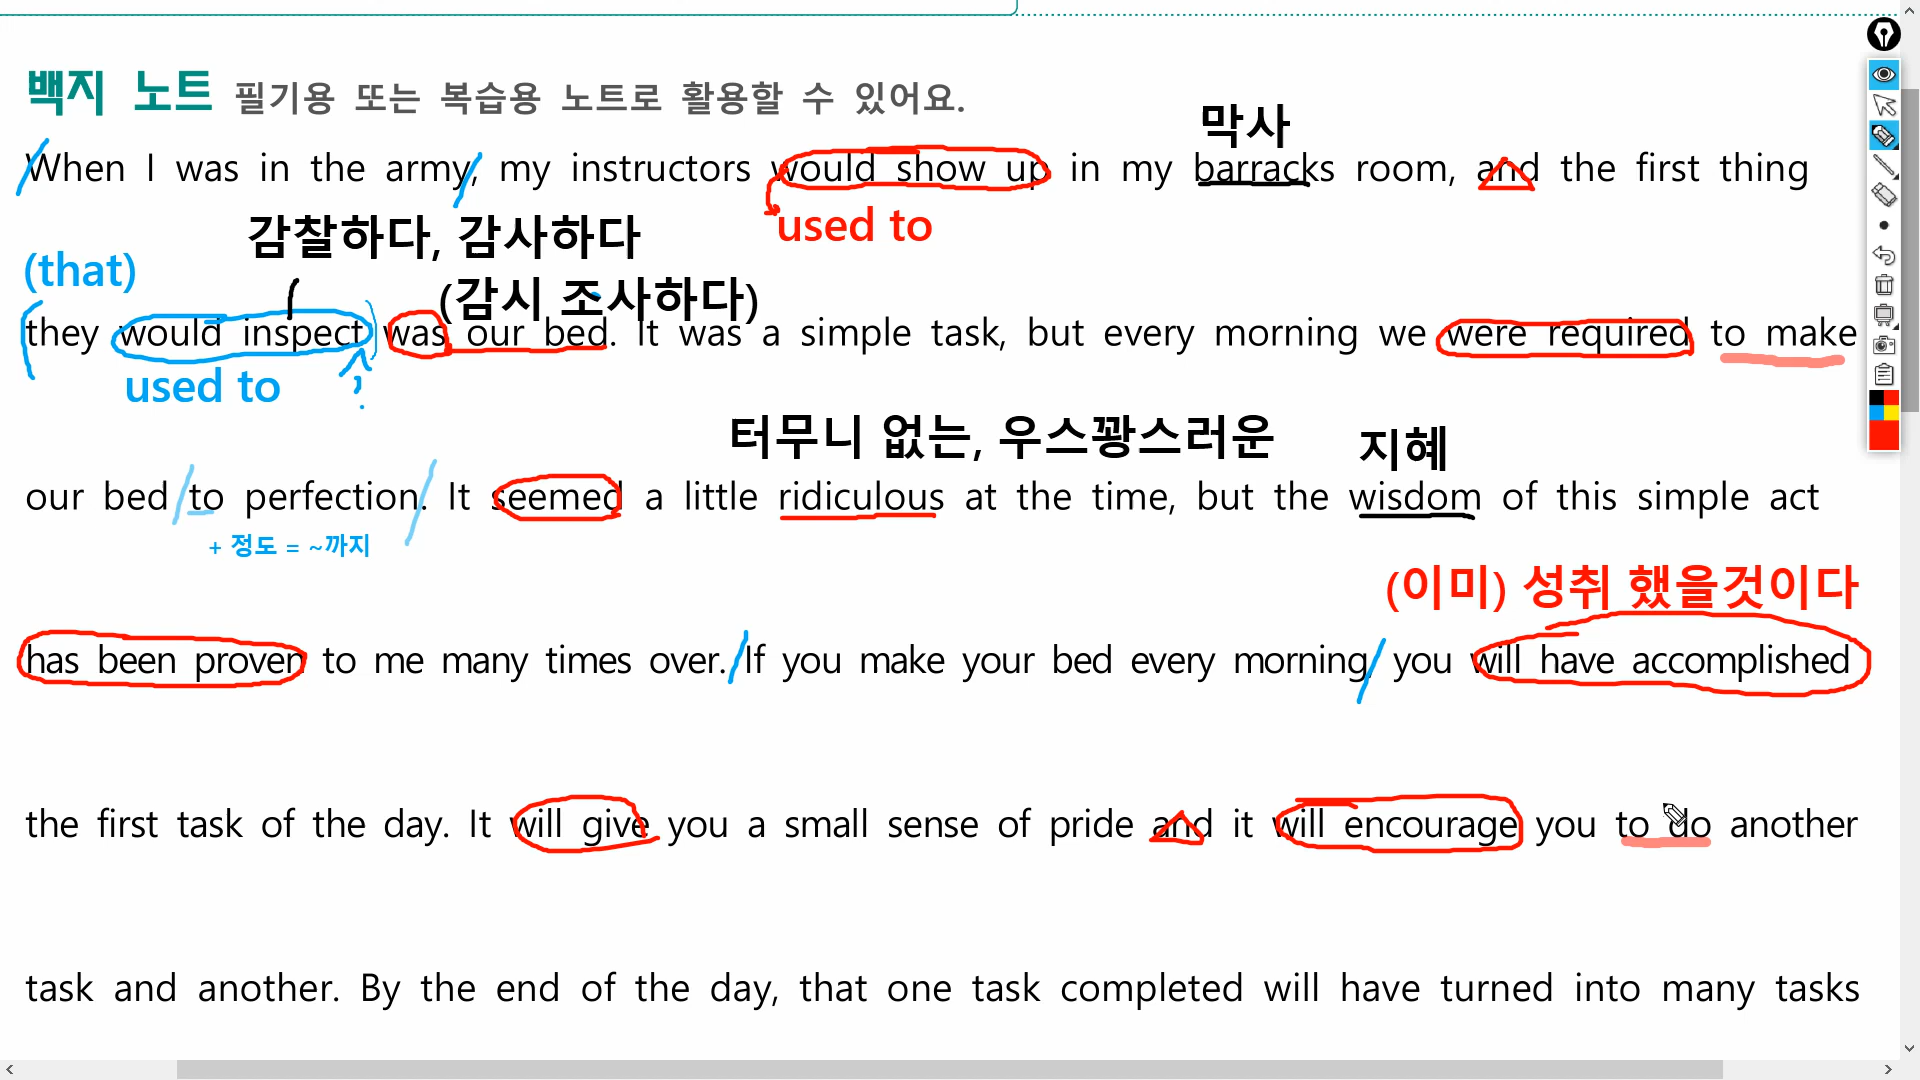 백지 노트 필기용 또는 복습용 노트로 활용할 수 있어요.
막사
When I was in the army, my instructors would show up in my barracks room, and the first thing
used to
감찰하다, 감사하다
(that)
(감시 조사하다)
they would inspect was our bed. It was a simple task, but every morning we were required to make
used to
?
터무니 없는, 우스꽝스러운
지혜
our bed to perfection. It seemed a little ridiculous at the time, but the wisdom of this simple act
+ 정도 = ~까지
(이미) 성취 했을것이다
has been proven to me many times over. If you make your bed every morning, you will have accomplished
the first task of the day. It will give you a small sense of pride and it will encourage you to do another
task and another. By the end of the day, that one task completed will have turned into many tasks